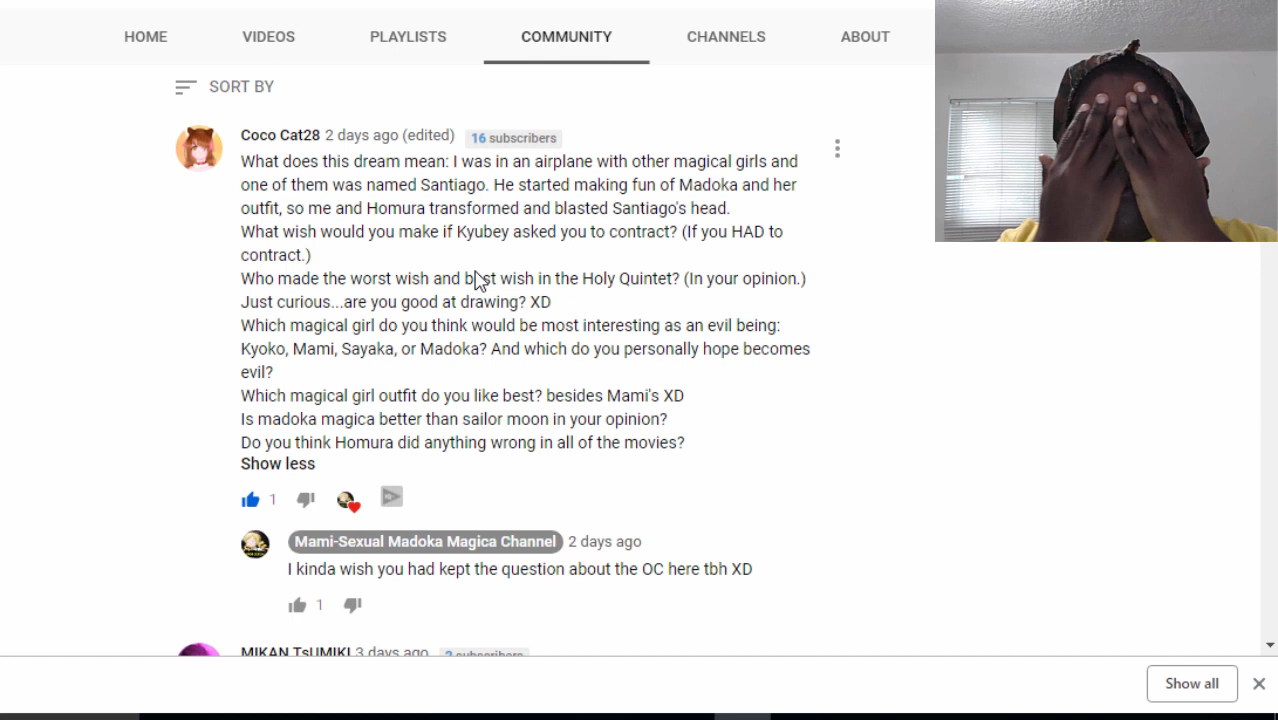 HOME VIDEOS PLAYLISTS COMMUNITY CHANNELS ABOUT
SORT BY
Coco Cat28 2 days ago (edited) 16 subscribers
What does this dream mean: I was in an airplane with other magical girls and
one of them was named Santiago. He started making fun of Madoka and her
outfit, so me and Homura transformed and blasted Santiago's head.
What wish would you make if Kyubey asked you to contract? (If you HAD to
contract.)
Who made the worst wish and best wish in the Holy Quintet? (In your opinion.)
Just curious...are you good at drawing? XD
Which magical girl do you think would be most interesting as an evil being:
Kyoko, Mami, Sayaka, or Madoka? And which do you personally hope becomes
evil?
Which magical girl outfit do you like best? besides Mami's XD
Is madoka magica better than sailor moon in your opinion?
Do you think Homura did anything wrong in all of the movies?
Show less
1
Mami-Sexual Madoka Magica Channel 2 days ago
I kinda wish you had kept the question about the OC here tbh XD
1
MIKAN TsUMIKI 3 days ago 2 subscribers
Show all